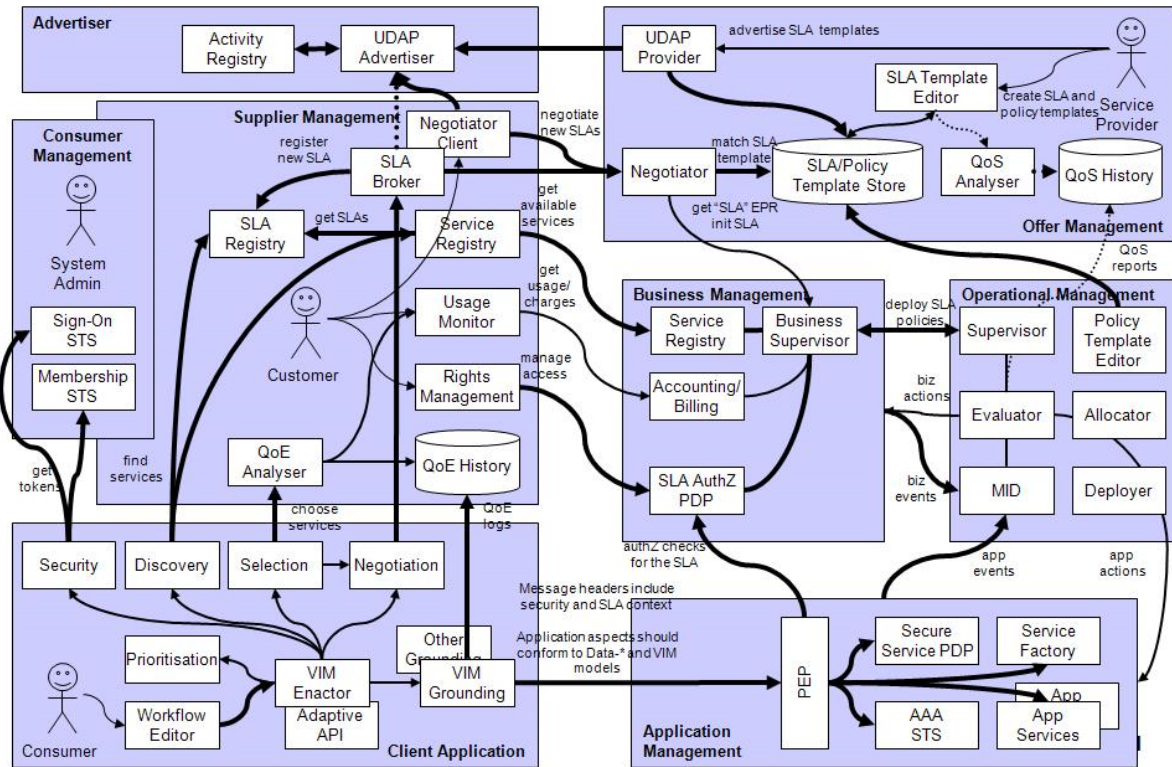 Advertiser
Activity
Registry
UDAP
Advertiser
UDAP
Provider
advertise SLA templates
SLA Template
Editor
create SLA and
policy templates
Service
Provider
Consumer
Management
Supplier Management
Negotiator
Client
negotiate
new SLAs
register
new SLA
SLA
Broker
Negotiator
match SLA
template
SLA/Policy
Template Store
QoS
Analyser
QoS History
get "SLA" EPR
init SLA
Offer Management
System
Admin
SLA
Registry
get SLAs
Service
Registry
get
available
services
QoS
reports
get
usage/
charges
Business Management
deploy SLA
policies
Operational Management
Sign-On
STS
Membership
STS
Customer
Usage
Monitor
Rights
Management
manage
access
Service
Registry
Business
Supervisor
Supervisor
Policy
Template
Editor
Accounting/
Billing
biz
actions
Evaluator
Allocator
get
tokens
find
services
QoE
Analyser
QoE History
SLA AuthZ
PDP
biz
events
MID
Deployer
choose
services
QoE
logs
authZ checks
for the SLA
app
events
app
actions
Security
Discovery
Selection
Negotiation
Message headers include
security and SLA context
Application aspects should
conform to Data-* and VIM
models
Prioritisation
Other
Grounding
VIM
Enactor
VIM
Grounding
Adaptive
API
Workflow
Editor
Consumer
Client Application
PEP
Secure
Service PDP
Service
Factory
AAA
STS
App
App
Services
Application
Management